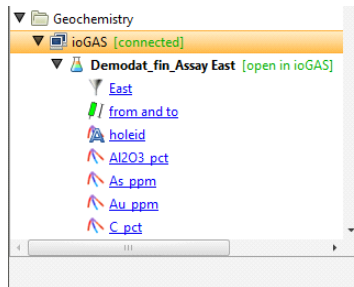 Geochemistry
ioGAS [connected]
Demodat_fin_Assay East [open in ioGAS]
East
from and to
holeid
Al2O3_pct
As_ppm
Au_ppm
C_pct